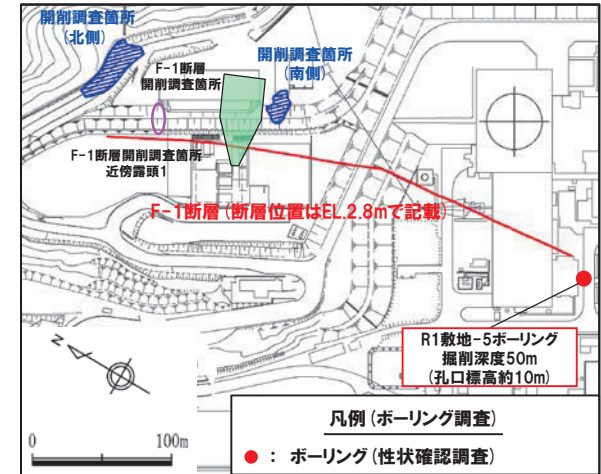 開削調査箇所
(北側)
F-1断層
開削調査箇所
開削調査箇所
(南側)
F-1断層開削調査箇所
近傍露頭1
F-1断層(断層位置はEL.2.8mで記載)
R1敷地-5ボーリング
掘削深度50m
(孔口標高約10m)
N
0 100m
凡例(ボーリング調査)
● : ボーリング(性状確認調査)